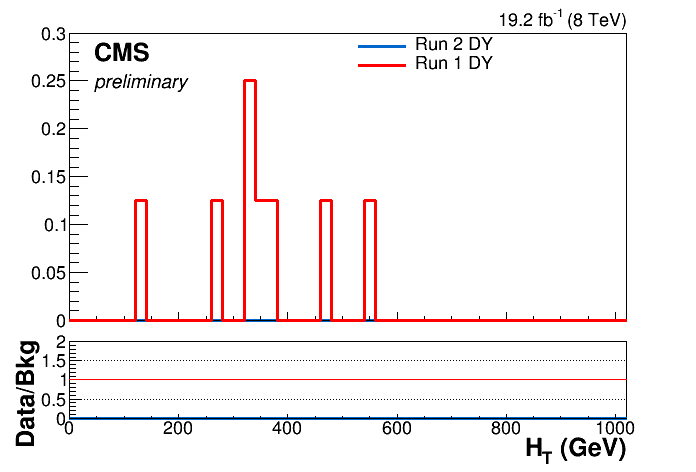 19.2 fb⁻¹ (8 TeV)
CMS
preliminary
Run 2 DY
Run 1 DY
0.3
0.25
0.2
0.15
0.1
0.05
0
Data/Bkg
2
1.5
1
0.5
0
0 200 400 600 800 1000
H_T (GeV)